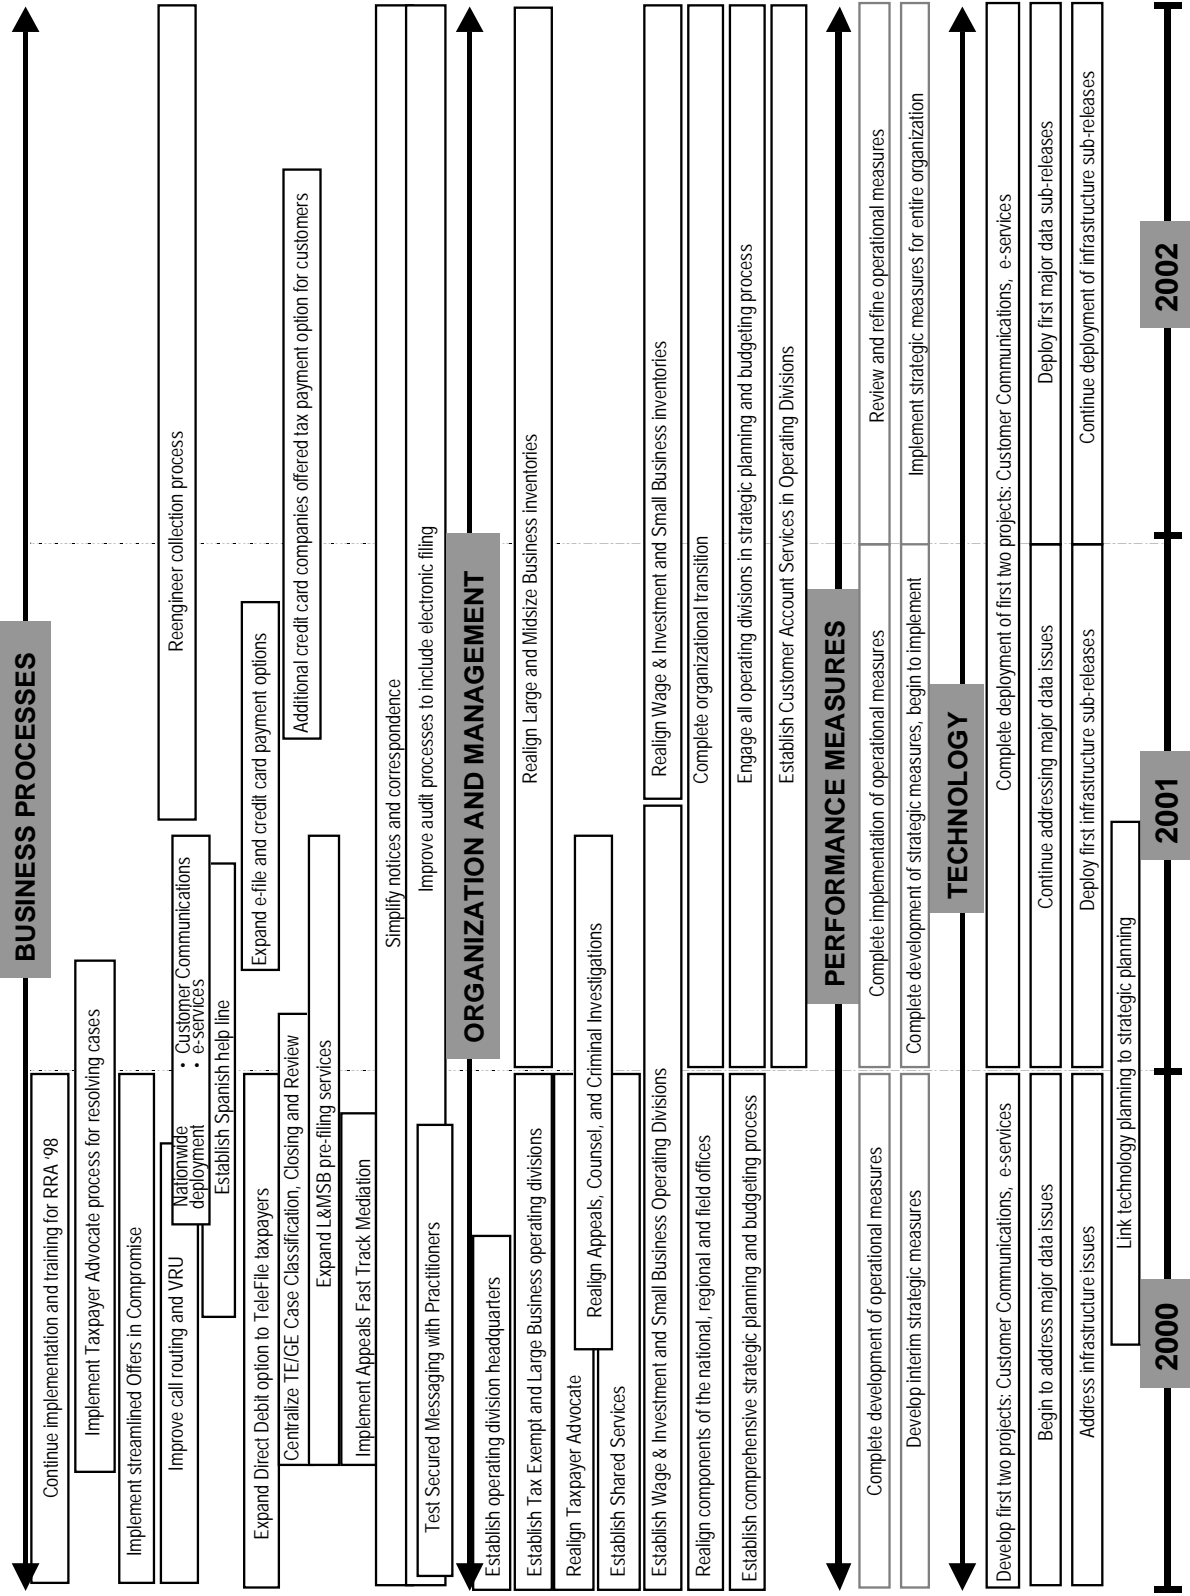 BUSINESS PROCESSES
Continue implementation and training for RRA ‘98
Implement Taxpayer Advocate process for resolving cases
Implement streamlined Offers in Compromise
Reengineer collection process
Improve call routing and VRU
Nationwide
deployment
• Customer Communications
• e-services
Establish Spanish help line
Expand Direct Debit option to TeleFile taxpayers
Expand e-file and credit card payment options
Centralize TE/GE Case Classification, Closing and Review
Additional credit card companies offered tax payment option for customers
Expand L&MSB pre-filing services
Implement Appeals Fast Track Mediation
Simplify notices and correspondence
Improve audit processes to include electronic filing
Test Secured Messaging with Practitioners
ORGANIZATION AND MANAGEMENT
Establish operating division headquarters
Establish Tax Exempt and Large Business operating divisions
Realign Large and Midsize Business inventories
Realign Taxpayer Advocate
Realign Appeals, Counsel, and Criminal Investigations
Establish Shared Services
Establish Wage & Investment and Small Business Operating Divisions
Realign Wage & Investment and Small Business inventories
Realign components of the national, regional and field offices
Complete organizational transition
Establish comprehensive strategic planning and budgeting process
Engage all operating divisions in strategic planning and budgeting process
Establish Customer Account Services in Operating Divisions
PERFORMANCE MEASURES
Complete development of operational measures
Complete implementation of operational measures
Review and refine operational measures
Develop interim strategic measures
Complete development of strategic measures, begin to implement
Implement strategic measures for entire organization
TECHNOLOGY
Develop first two projects: Customer Communications, e-services
Complete deployment of first two projects: Customer Communications, e-services
Begin to address major data issues
Continue addressing major data issues
Deploy first major data sub-releases
Address infrastructure issues
Deploy first infrastructure sub-releases
Continue deployment of infrastructure sub-releases
Link technology planning to strategic planning
2000
2001
2002